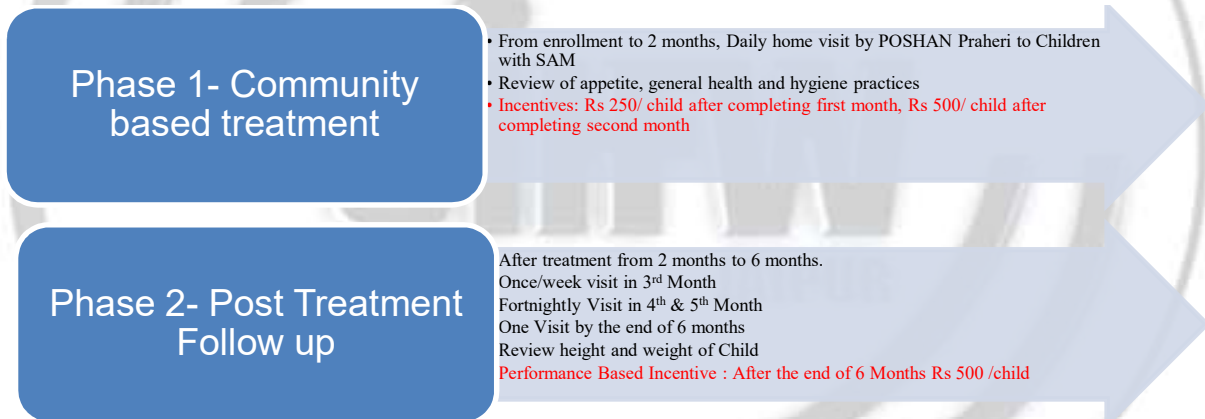 Phase 1- Community
based treatment
• From enrollment to 2 months, Daily home visit by POSHAN Praheri to Children
with SAM
• Review of appetite, general health and hygiene practices
• Incentives: Rs 250/ child after completing first month, Rs 500/ child after
completing second month
Phase 2- Post Treatment
Follow up
After treatment from 2 months to 6 months.
Once/week visit in 3rd Month
Fortnightly Visit in 4th & 5th Month
One Visit by the end of 6 months
Review height and weight of Child
Performance Based Incentive : After the end of 6 Months Rs 500 /child